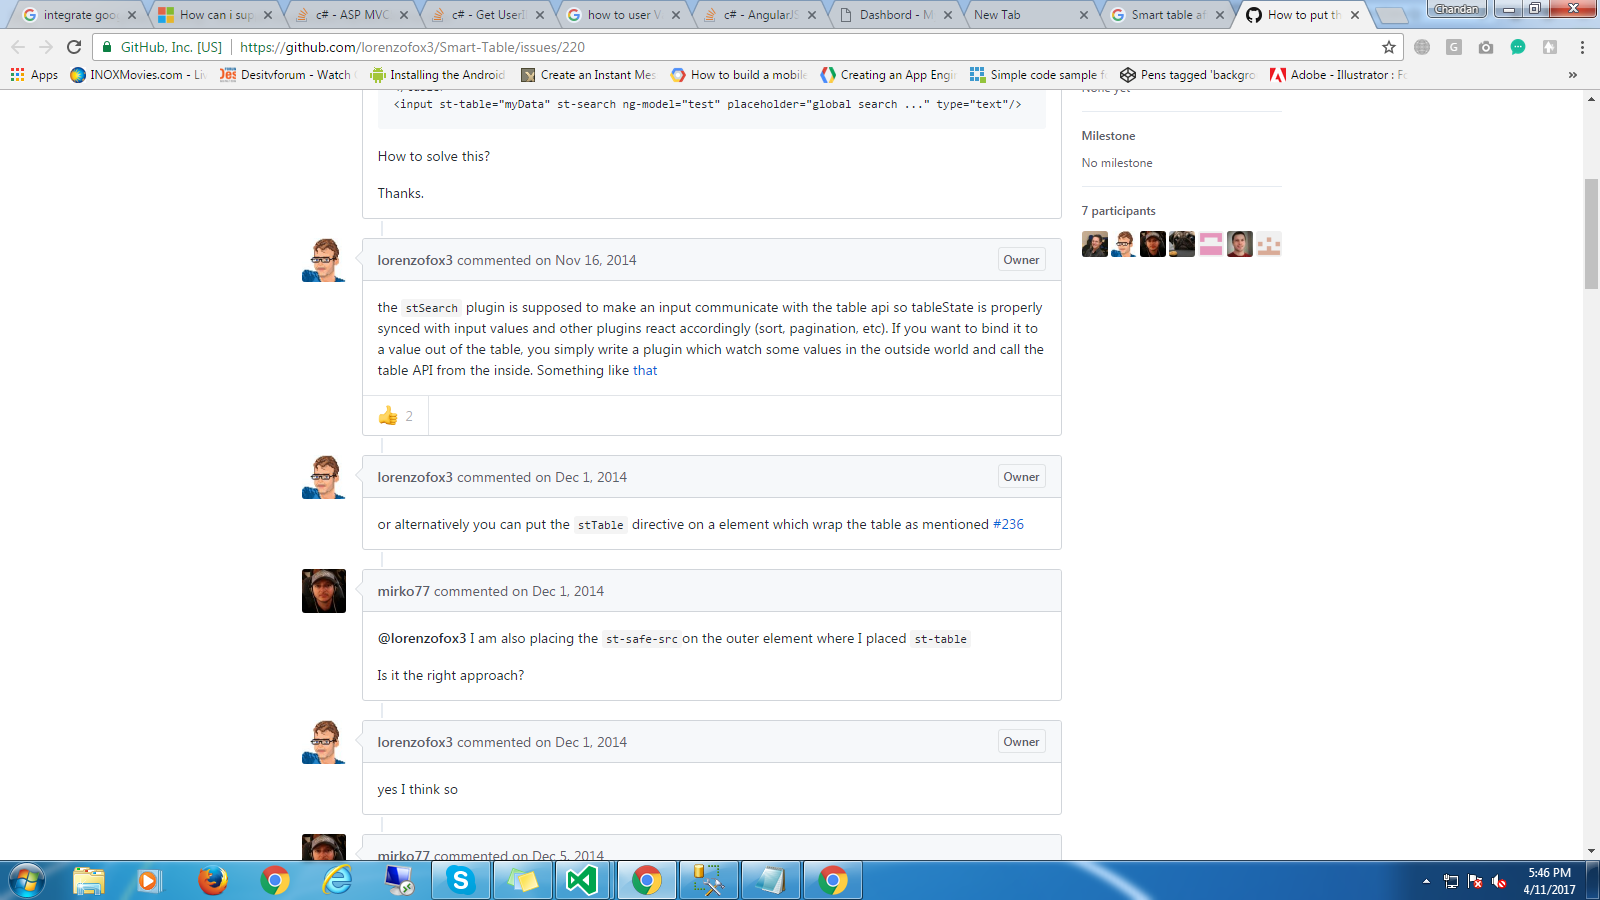 integrate goo
How can i sup
c# - ASP MVC
c# - Get UserI
how to user V
c# - AngularJS
Dashbord - M
New Tab
Smart table af
How to put th
Chandan
GitHub, Inc. [US]
https://github.com/lorenzofox3/Smart-Table/issues/220
Apps
INOXMovies.com - Li
Desitvforum - Watch
Installing the Android
Create an Instant Mes
How to build a mobile
Creating an App Engi
Simple code sample f
Pens tagged 'backgro
Adobe - Illustrator : Fo
»
<input st-table="myData" st-search ng-model="test" placeholder="global search ..." type="text"/>
How to solve this?
Thanks.
None yet
Milestone
No milestone
7 participants
lorenzofox3 commented on Nov 16, 2014
Owner
the stSearch plugin is supposed to make an input communicate with the table api so tableState is properly
synced with input values and other plugins react accordingly (sort, pagination, etc). If you want to bind it to
a value out of the table, you simply write a plugin which watch some values in the outside world and call the
table API from the inside. Something like that
2
lorenzofox3 commented on Dec 1, 2014
Owner
or alternatively you can put the stTable directive on a element which wrap the table as mentioned #236
mirko77 commented on Dec 1, 2014
@lorenzofox3 I am also placing the st-safe-src on the outer element where I placed st-table
Is it the right approach?
lorenzofox3 commented on Dec 1, 2014
Owner
yes I think so
mirko77 commented on Dec 5, 2014
5:46 PM
4/11/2017